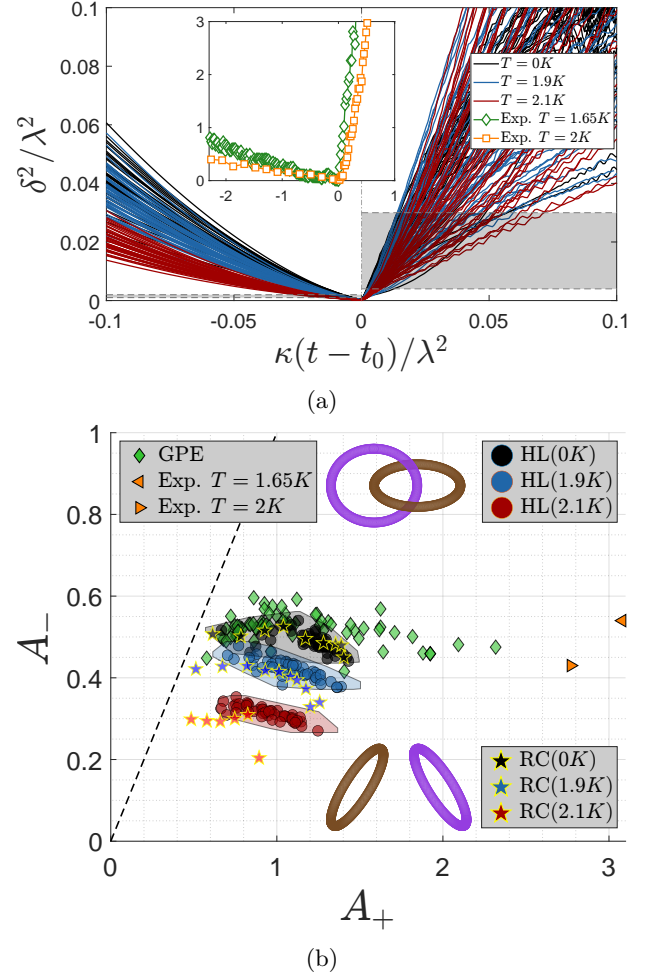 0.1
0.08
0.06
0.04
0.02
0
δ²/λ²
3
2
1
0
-2 -1 0 1
T = 0K
T = 1.9K
T = 2.1K
Exp. T = 1.65K
Exp. T = 2K
-0.1 -0.05 0 0.05 0.1
κ(t − t₀)/λ²
(a)
1
0.8
0.6
0.4
0.2
0
A₋
GPE
Exp. T = 1.65K
Exp. T = 2K
HL(0K)
HL(1.9K)
HL(2.1K)
RC(0K)
RC(1.9K)
RC(2.1K)
0 1 2 3
A₊
(b)